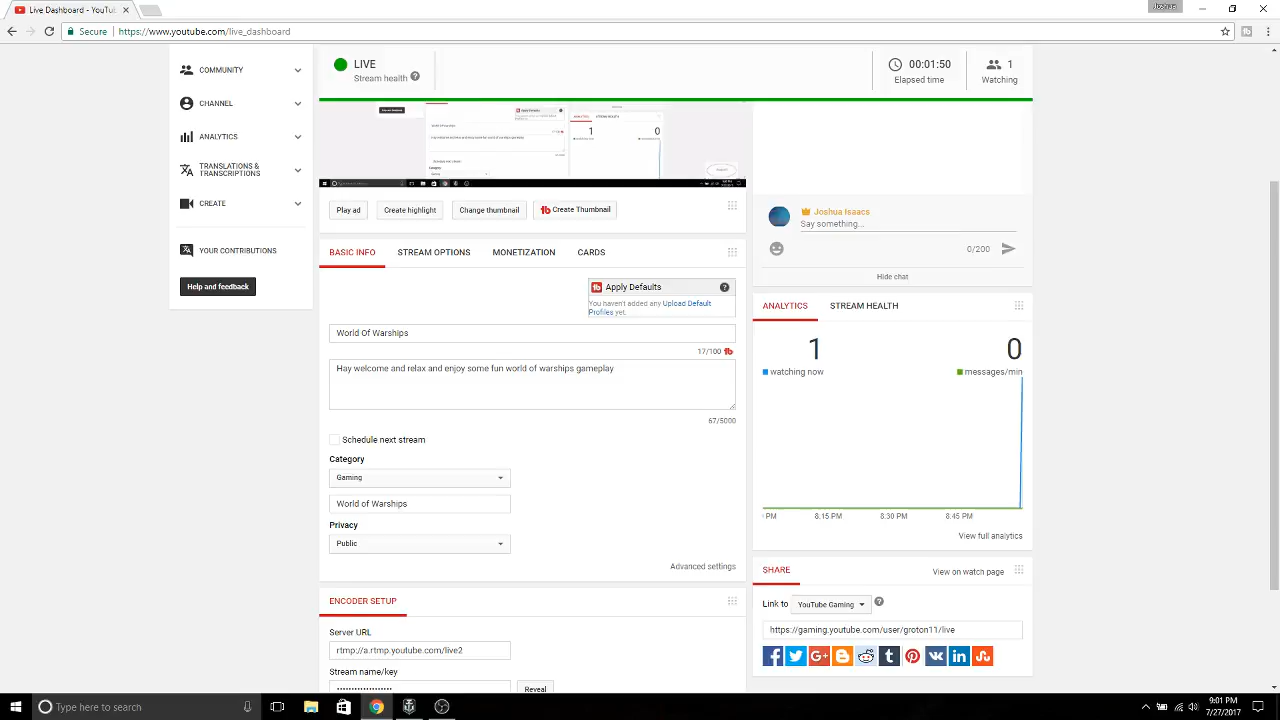 Live Dashboard - YouTu
Joshua
Secure
https://www.youtube.com/live_dashboard
COMMUNITY
CHANNEL
ANALYTICS
TRANSLATIONS &
TRANSCRIPTIONS
CREATE
YOUR CONTRIBUTIONS
Help and feedback
LIVE
Stream health
00:01:50
Elapsed time
1
Watching
1
0
Play ad
Create highlight
Change thumbnail
Create Thumbnail
BASIC INFO
STREAM OPTIONS
MONETIZATION
CARDS
Apply Defaults
You haven't added any Upload Default
Profiles yet.
World Of Warships
17/100
Hay welcome and relax and enjoy some fun world of warships gameplay
67/5000
Schedule next stream
Category
Gaming
World of Warships
Privacy
Public
Advanced settings
ENCODER SETUP
Server URL
rtmp://a.rtmp.youtube.com/live2
Stream name/key
Reveal
Joshua Isaacs
Say something...
0/200
Hide chat
ANALYTICS
STREAM HEALTH
1
0
watching now
messages/min
PM
8:15 PM
8:30 PM
8:45 PM
View full analytics
SHARE
View on watch page
Link to
YouTube Gaming
https://gaming.youtube.com/user/groton11/live
Type here to search
9:01 PM
7/27/2017